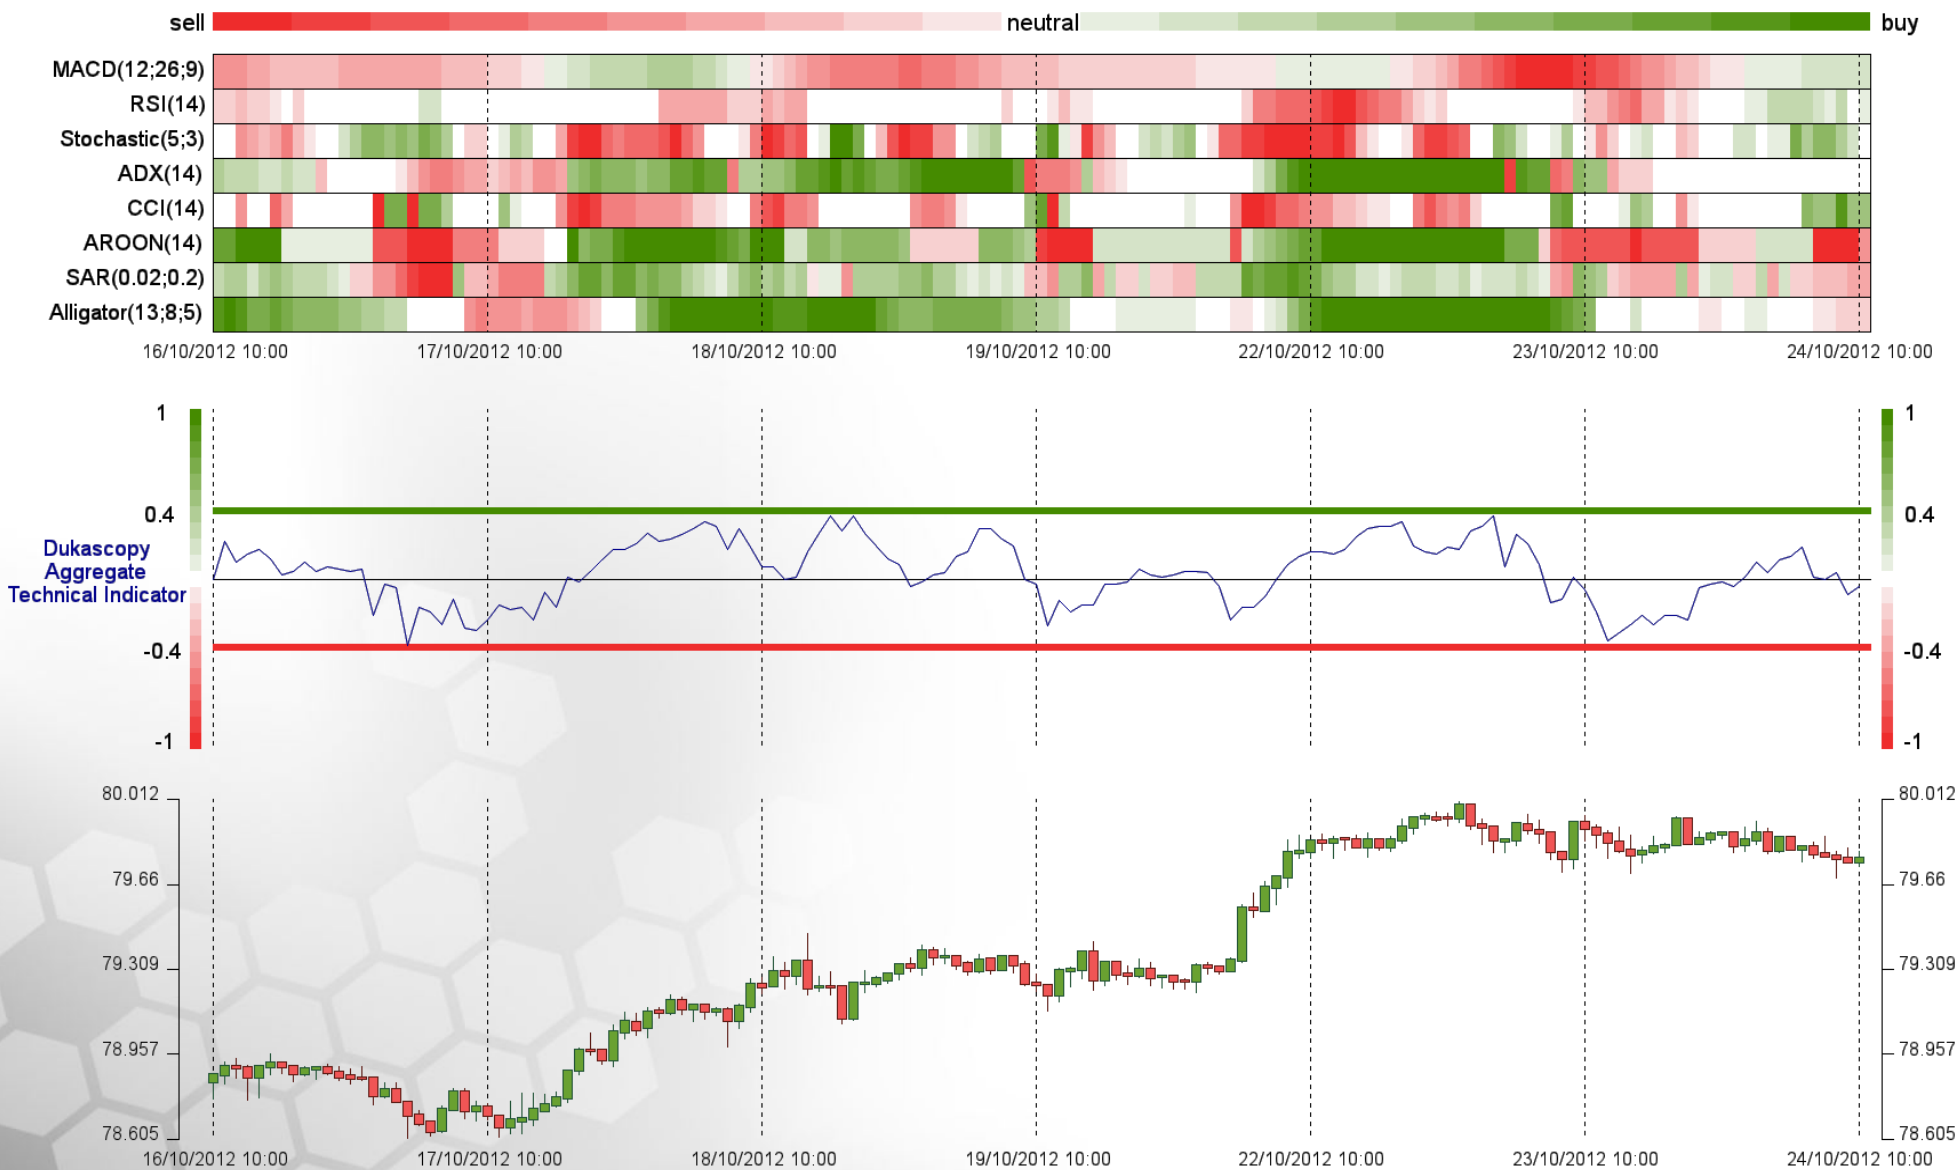 sell neutral buy
MACD(12;26;9)
RSI(14)
Stochastic(5;3)
ADX(14)
CCI(14)
AROON(14)
SAR(0.02;0.2)
Alligator(13;8;5)
16/10/2012 10:00 17/10/2012 10:00 18/10/2012 10:00 19/10/2012 10:00 22/10/2012 10:00 23/10/2012 10:00 24/10/2012 10:00
1 1
0.4 0.4
Dukascopy
Aggregate
Technical Indicator
-0.4 -0.4
-1 -1
80.012 80.012
79.66 79.66
79.309 79.309
78.957 78.957
78.605 78.605
16/10/2012 10:00 17/10/2012 10:00 18/10/2012 10:00 19/10/2012 10:00 22/10/2012 10:00 23/10/2012 10:00 24/10/2012 10:00